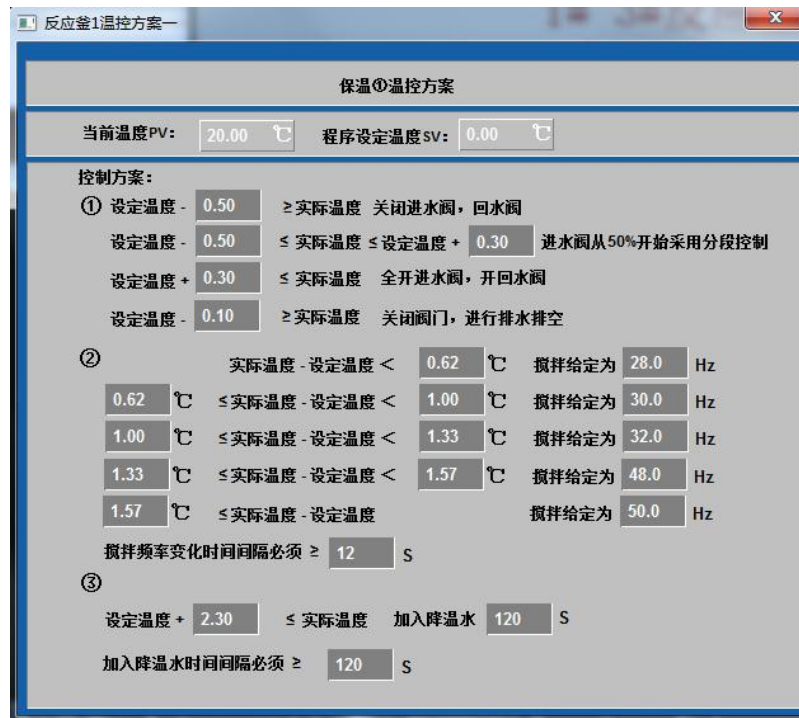 反应釜1温控方案一
保温①温控方案
当前温度PV： 20.00 ℃ 程序设定温度SV： 0.00 ℃
控制方案：
① 设定温度 - 0.50 ≥实际温度 关闭进水阀，回水阀
设定温度 - 0.50 ≤ 实际温度 ≤设定温度 + 0.30 进水阀从50%开始采用分段控制
设定温度 + 0.30 ≤ 实际温度 全开进水阀，开回水阀
设定温度 - 0.10 ≥实际温度 关闭阀门，进行排水排空
② 实际温度 - 设定温度 < 0.62 ℃ 搅拌给定为 28.0 Hz
0.62 ℃ ≤实际温度 - 设定温度 < 1.00 ℃ 搅拌给定为 30.0 Hz
1.00 ℃ ≤实际温度 - 设定温度 < 1.33 ℃ 搅拌给定为 32.0 Hz
1.33 ℃ ≤实际温度 - 设定温度 < 1.57 ℃ 搅拌给定为 48.0 Hz
1.57 ℃ ≤实际温度 - 设定温度 搅拌给定为 50.0 Hz
搅拌频率变化时间间隔必须 ≥ 12 S
③
设定温度 + 2.30 ≤ 实际温度 加入降温水 120 S
加入降温水时间间隔必须 ≥ 120 S